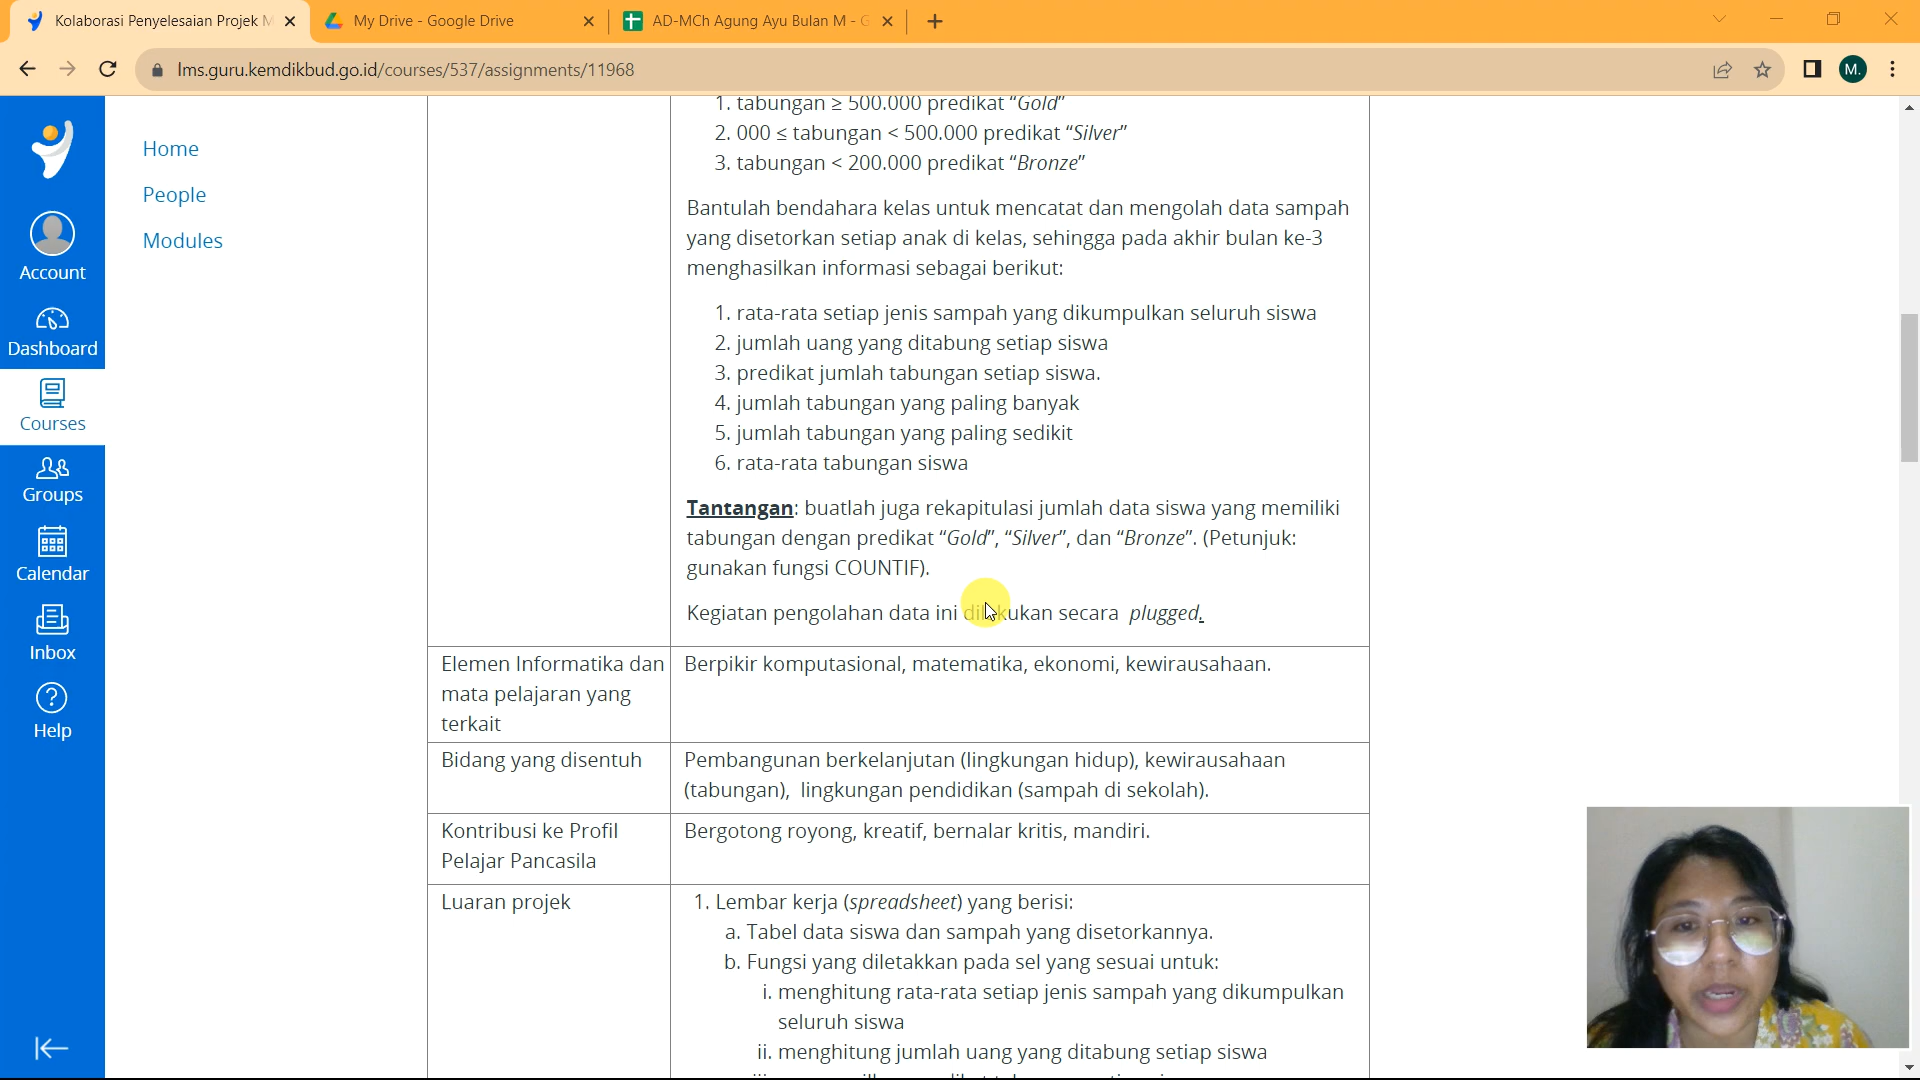 Kolaborasi Penyelesaian Projek M
My Drive - Google Drive
AD-MCh Agung Ayu Bulan M - G
lms.guru.kemdikbud.go.id/courses/537/assignments/11968
M.
Account
Dashboard
Courses
Groups
Calendar
Inbox
Help
Home
People
Modules
1. tabungan ≥ 500.000 predikat “Gold”
2. 000 ≤ tabungan < 500.000 predikat “Silver”
3. tabungan < 200.000 predikat “Bronze”
Bantulah bendahara kelas untuk mencatat dan mengolah data sampah
yang disetorkan setiap anak di kelas, sehingga pada akhir bulan ke-3
menghasilkan informasi sebagai berikut:
1. rata-rata setiap jenis sampah yang dikumpulkan seluruh siswa
2. jumlah uang yang ditabung setiap siswa
3. predikat jumlah tabungan setiap siswa.
4. jumlah tabungan yang paling banyak
5. jumlah tabungan yang paling sedikit
6. rata-rata tabungan siswa
Tantangan: buatlah juga rekapitulasi jumlah data siswa yang memiliki
tabungan dengan predikat “Gold”, “Silver”, dan “Bronze”. (Petunjuk:
gunakan fungsi COUNTIF).
Kegiatan pengolahan data ini dilakukan secara plugged.
Elemen Informatika dan
mata pelajaran yang
terkait
Berpikir komputasional, matematika, ekonomi, kewirausahaan.
Bidang yang disentuh
Pembangunan berkelanjutan (lingkungan hidup), kewirausahaan
(tabungan), lingkungan pendidikan (sampah di sekolah).
Kontribusi ke Profil
Pelajar Pancasila
Bergotong royong, kreatif, bernalar kritis, mandiri.
Luaran projek
1. Lembar kerja (spreadsheet) yang berisi:
a. Tabel data siswa dan sampah yang disetorkannya.
b. Fungsi yang diletakkan pada sel yang sesuai untuk:
i. menghitung rata-rata setiap jenis sampah yang dikumpulkan
seluruh siswa
ii. menghitung jumlah uang yang ditabung setiap siswa